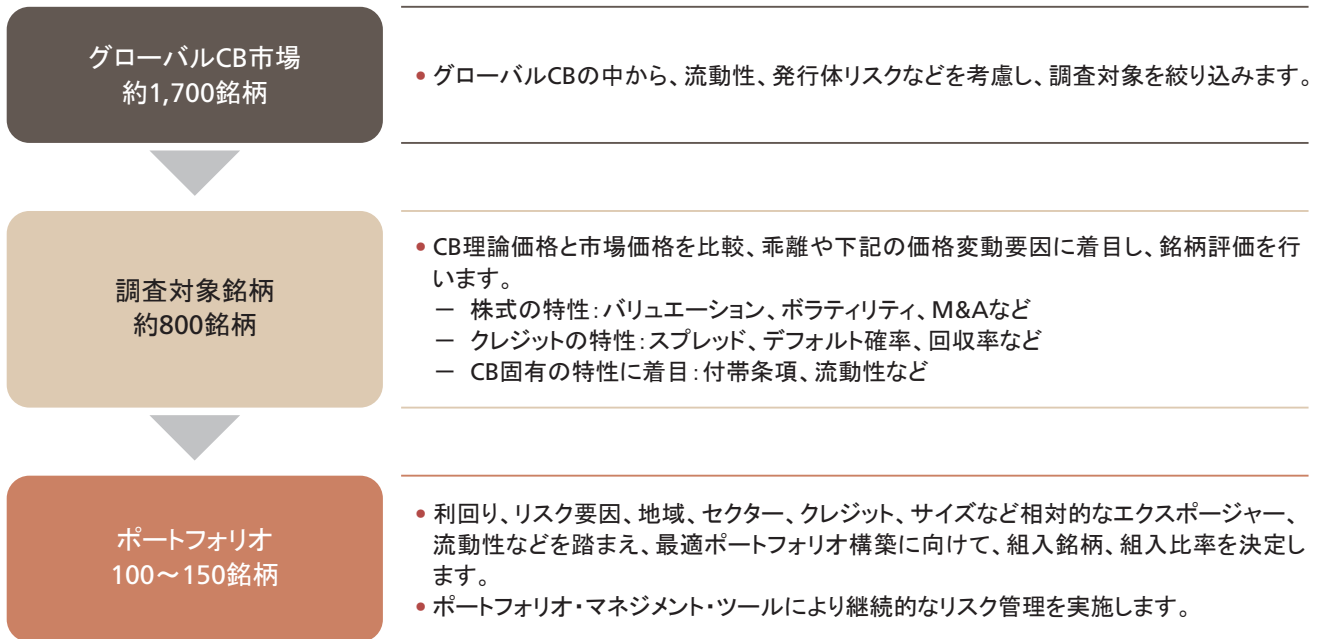 グローバルCB市場
約1,700銘柄
• グローバルCBの中から、流動性、発行体リスクなどを考慮し、調査対象を絞り込みます。
調査対象銘柄
約800銘柄
• CB理論価格と市場価格を比較、乖離や下記の価格変動要因に着目し、銘柄評価を行
います。
－ 株式の特性：バリュエーション、ボラティリティ、M&Aなど
－ クレジットの特性：スプレッド、デフォルト確率、回収率など
－ CB固有の特性に着目：付帯条項、流動性など
ポートフォリオ
100～150銘柄
• 利回り、リスク要因、地域、セクター、クレジット、サイズなど相対的なエクスポージャー、
流動性などを踏まえ、最適ポートフォリオ構築に向けて、組入銘柄、組入比率を決定し
ます。
• ポートフォリオ・マネジメント・ツールにより継続的なリスク管理を実施します。